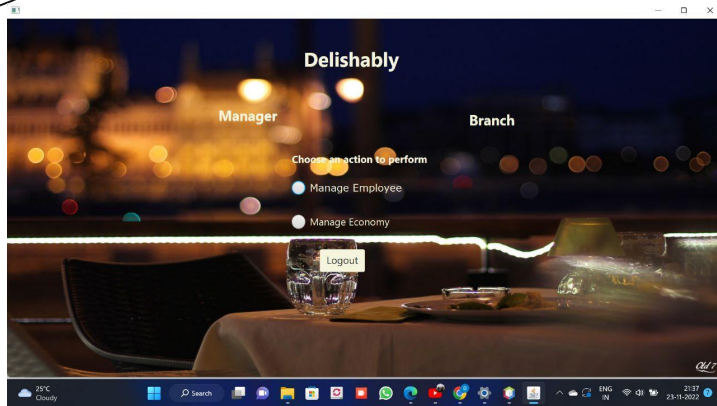 Delishably
Manager
Branch
Choose an action to perform
Manage Employee
Manage Economy
Logout
25°C
Cloudy
Search
ENG
IN
21:37
23-11-2022